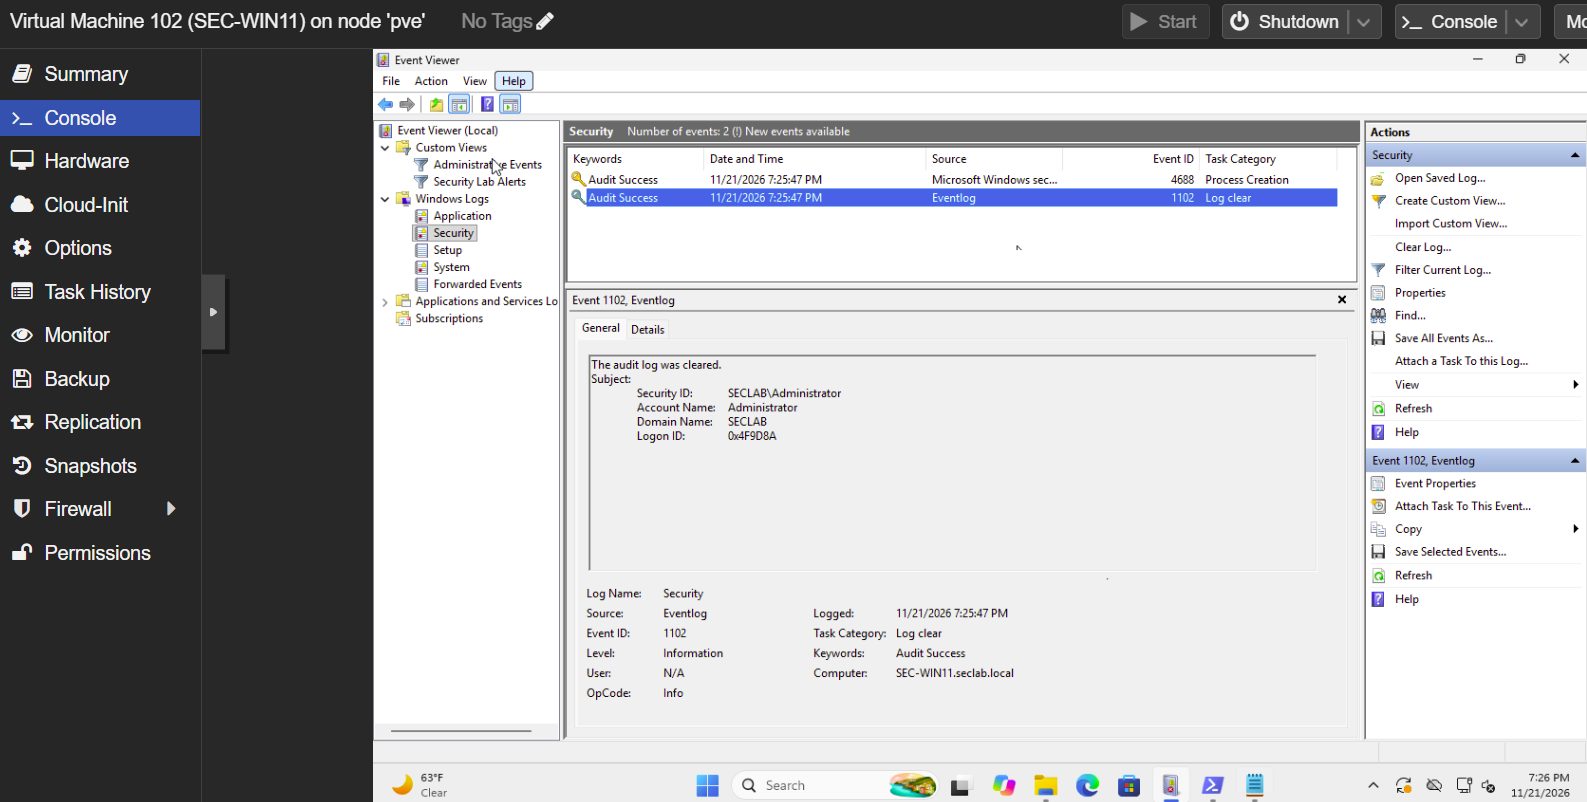 Virtual Machine 102 (SEC-WIN11) on node 'pve' No Tags Start Shutdown Console
Summary
Console
Hardware
Cloud-Init
Options
Task History
Monitor
Backup
Replication
Snapshots
Firewall
Permissions
Event Viewer
File Action View Help
Event Viewer (Local)
Custom Views
Administrative Events
Security Lab Alerts
Windows Logs
Application
Security
Setup
System
Forwarded Events
Applications and Services Lo
Subscriptions
Security Number of events: 2 (!) New events available
Keywords Date and Time Source Event ID Task Category
Audit Success 11/21/2026 7:25:47 PM Microsoft Windows sec... 4688 Process Creation
Audit Success 11/21/2026 7:25:47 PM Eventlog 1102 Log clear
Event 1102, Eventlog
General Details
The audit log was cleared.
Subject:
Security ID: SECLAB\Administrator
Account Name: Administrator
Domain Name: SECLAB
Logon ID: 0x4F9D8A
Log Name: Security
Source: Eventlog Logged: 11/21/2026 7:25:47 PM
Event ID: 1102 Task Category: Log clear
Level: Information Keywords: Audit Success
User: N/A Computer: SEC-WIN11.seclab.local
OpCode: Info
Actions
Security
Open Saved Log...
Create Custom View...
Import Custom View...
Clear Log...
Filter Current Log...
Properties
Find...
Save All Events As...
Attach a Task To this Log...
View
Refresh
Help
Event 1102, Eventlog
Event Properties
Attach Task To This Event...
Copy
Save Selected Events...
Refresh
Help
63°F
Clear
Search
7:26 PM
11/21/2026